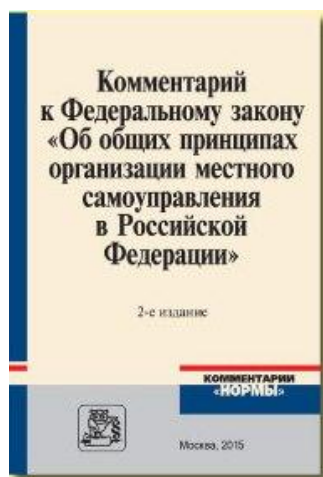 Комментарий
к Федеральному закону
«Об общих принципах
организации местного
самоуправления
в Российской
Федерации»
2-е издание
КОММЕНТАРИИ
«НОРМЫ»
Москва, 2015